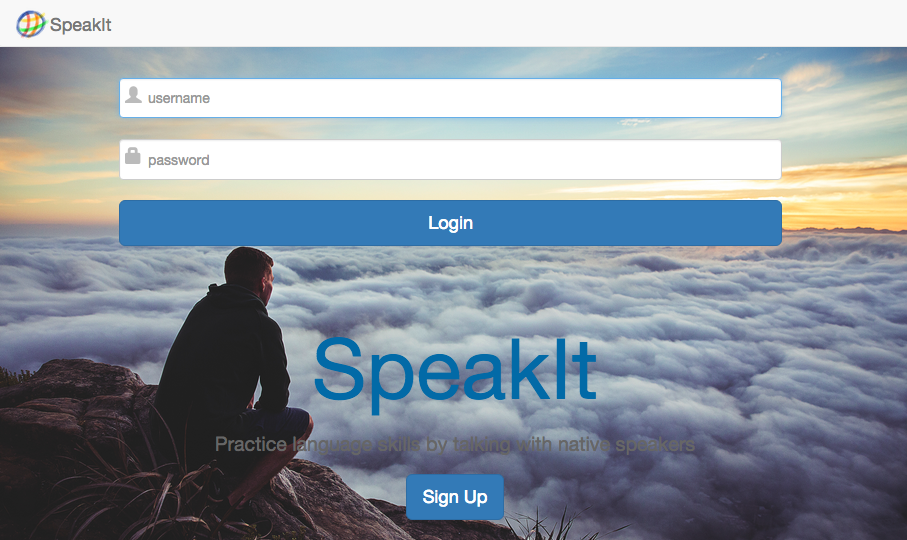 SpeakIt
username
password
Login
SpeakIt
Practice language skills by talking with native speakers
Sign Up